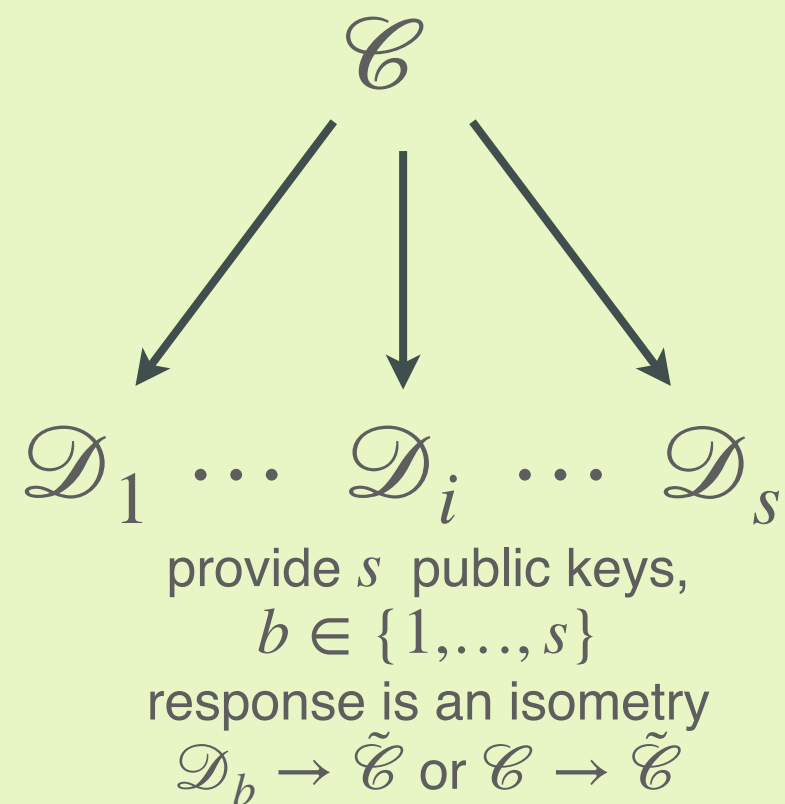 𝒞
𝒟₁ ⋯ 𝒟ᵢ ⋯ 𝒟ₛ
provide s public keys,
b ∈ {1,…, s}
response is an isometry
𝒟_b → 𝒞̃ or 𝒞 → 𝒞̃